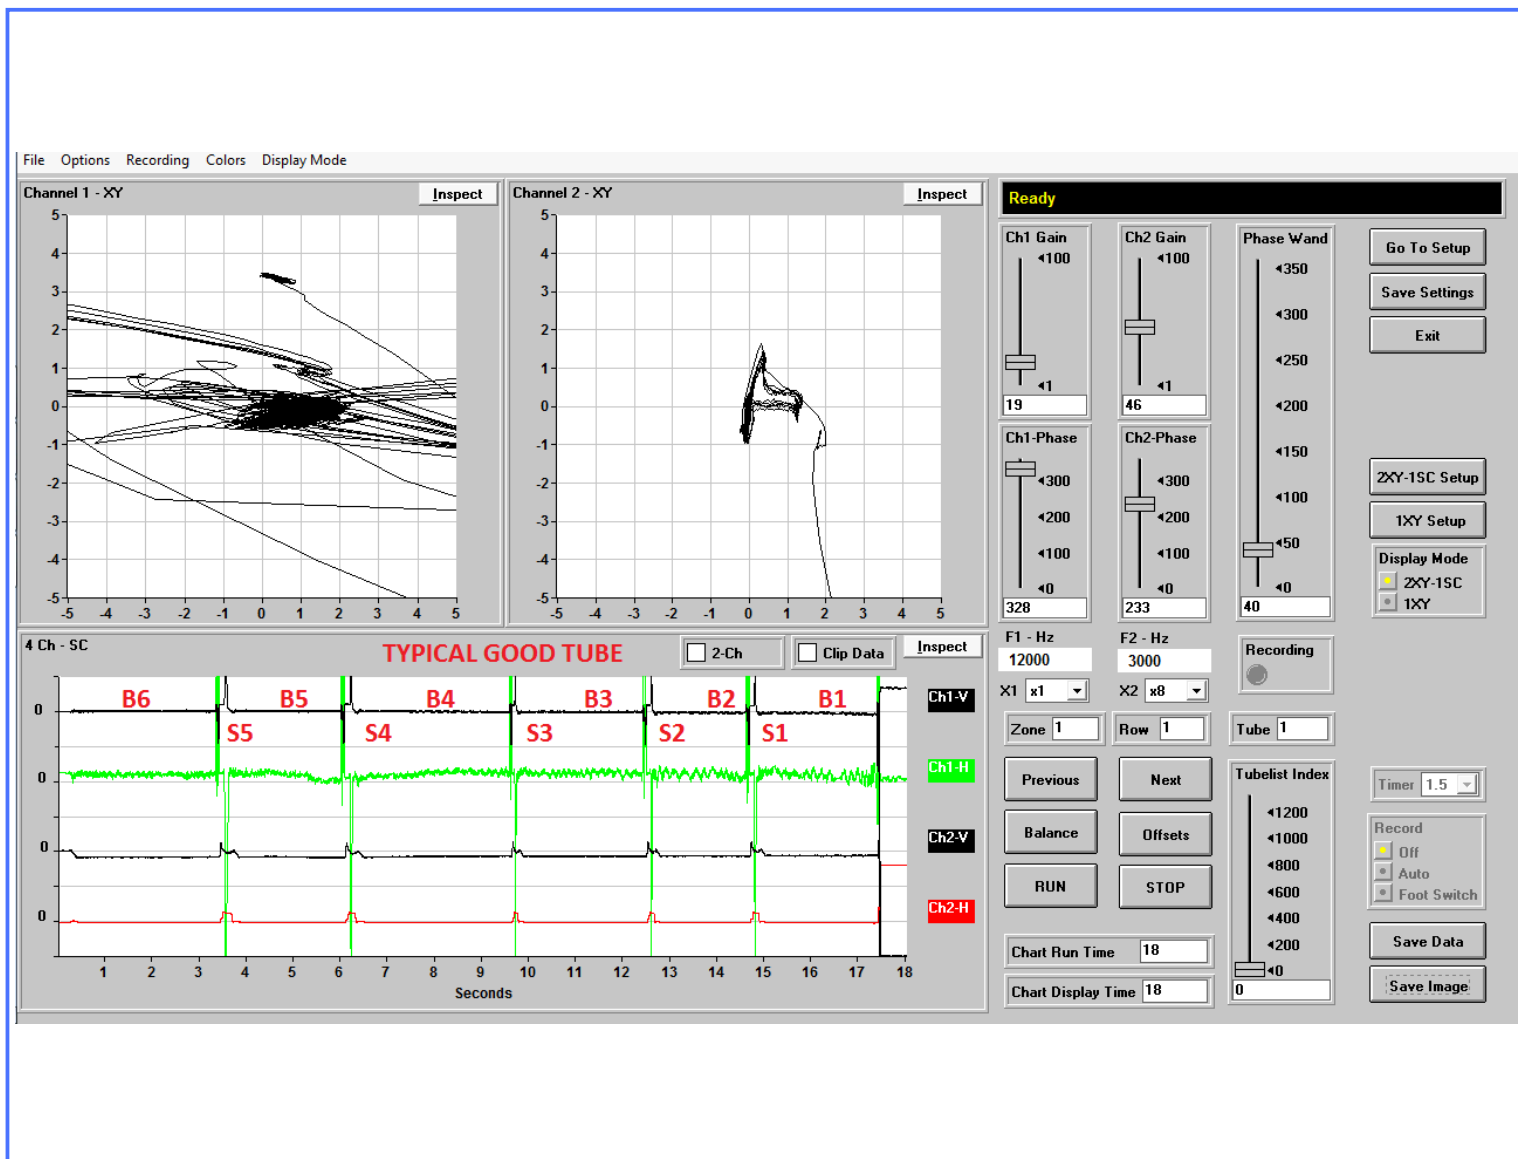 File Options Recording Colors Display Mode
Channel 1 - XY
Inspect
5
4
3
2
1
0
-1
-2
-3
-4
-5
-5 -4 -3 -2 -1 0 1 2 3 4 5
Channel 2 - XY
Inspect
5
4
3
2
1
0
-1
-2
-3
-4
-5
-5 -4 -3 -2 -1 0 1 2 3 4 5
Ready
Ch1 Gain
100
1
19
Ch2 Gain
100
1
46
Phase Wand
350
300
250
200
150
100
50
0
40
Go To Setup
Save Settings
Exit
Ch1-Phase
300
200
100
0
328
Ch2-Phase
300
200
100
0
233
2XY-1SC Setup
1XY Setup
Display Mode
2XY-1SC
1XY
4 Ch - SC
TYPICAL GOOD TUBE
2-Ch
Clip Data
Inspect
B6 B5 B4 B3 B2 B1
S5 S4 S3 S2 S1
0
0
0
0
Ch1-V
Ch1-H
Ch2-V
Ch2-H
1 2 3 4 5 6 7 8 9 10 11 12 13 14 15 16 17 18
Seconds
F1 - Hz
12000
X1 x1
F2 - Hz
3000
X2 x8
Recording
Zone 1
Row 1
Tube 1
Previous
Next
Balance
Offsets
RUN
STOP
Tubelist Index
1200
1000
800
600
400
200
0
0
Timer 1.5
Record
Off
Auto
Foot Switch
Chart Run Time 18
Chart Display Time 18
Save Data
Save Image